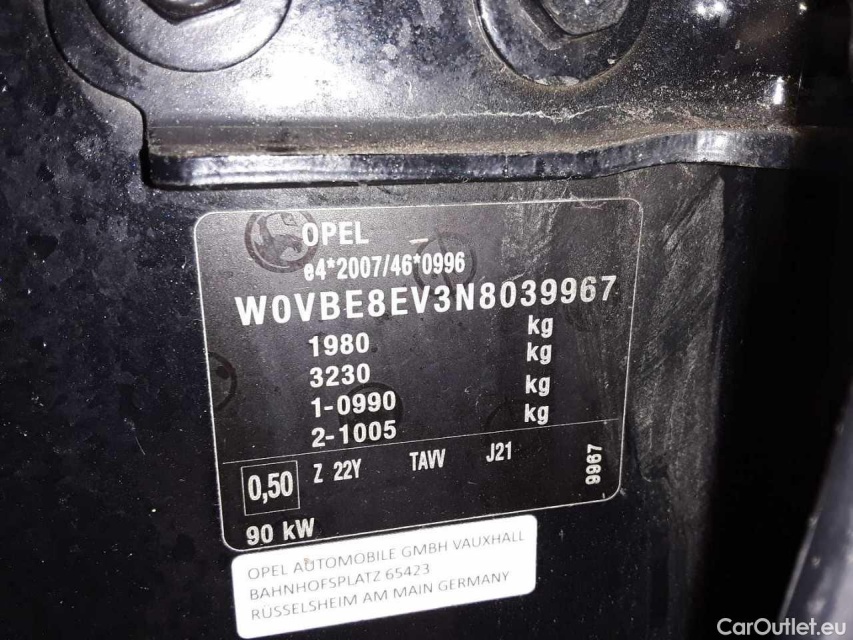 OPEL
e4*2007/46*0996
W0VBE8EV3N8039967
1980 kg
3230 kg
1-0990 kg
2-1005 kg
0,50 Z 22Y TAVV J21 9967
90 kW
OPEL AUTOMOBILE GMBH VAUXHALL
BAHNHOFSPLATZ 65423
RÜSSELSHEIM AM MAIN GERMANY
CarOutlet.eu